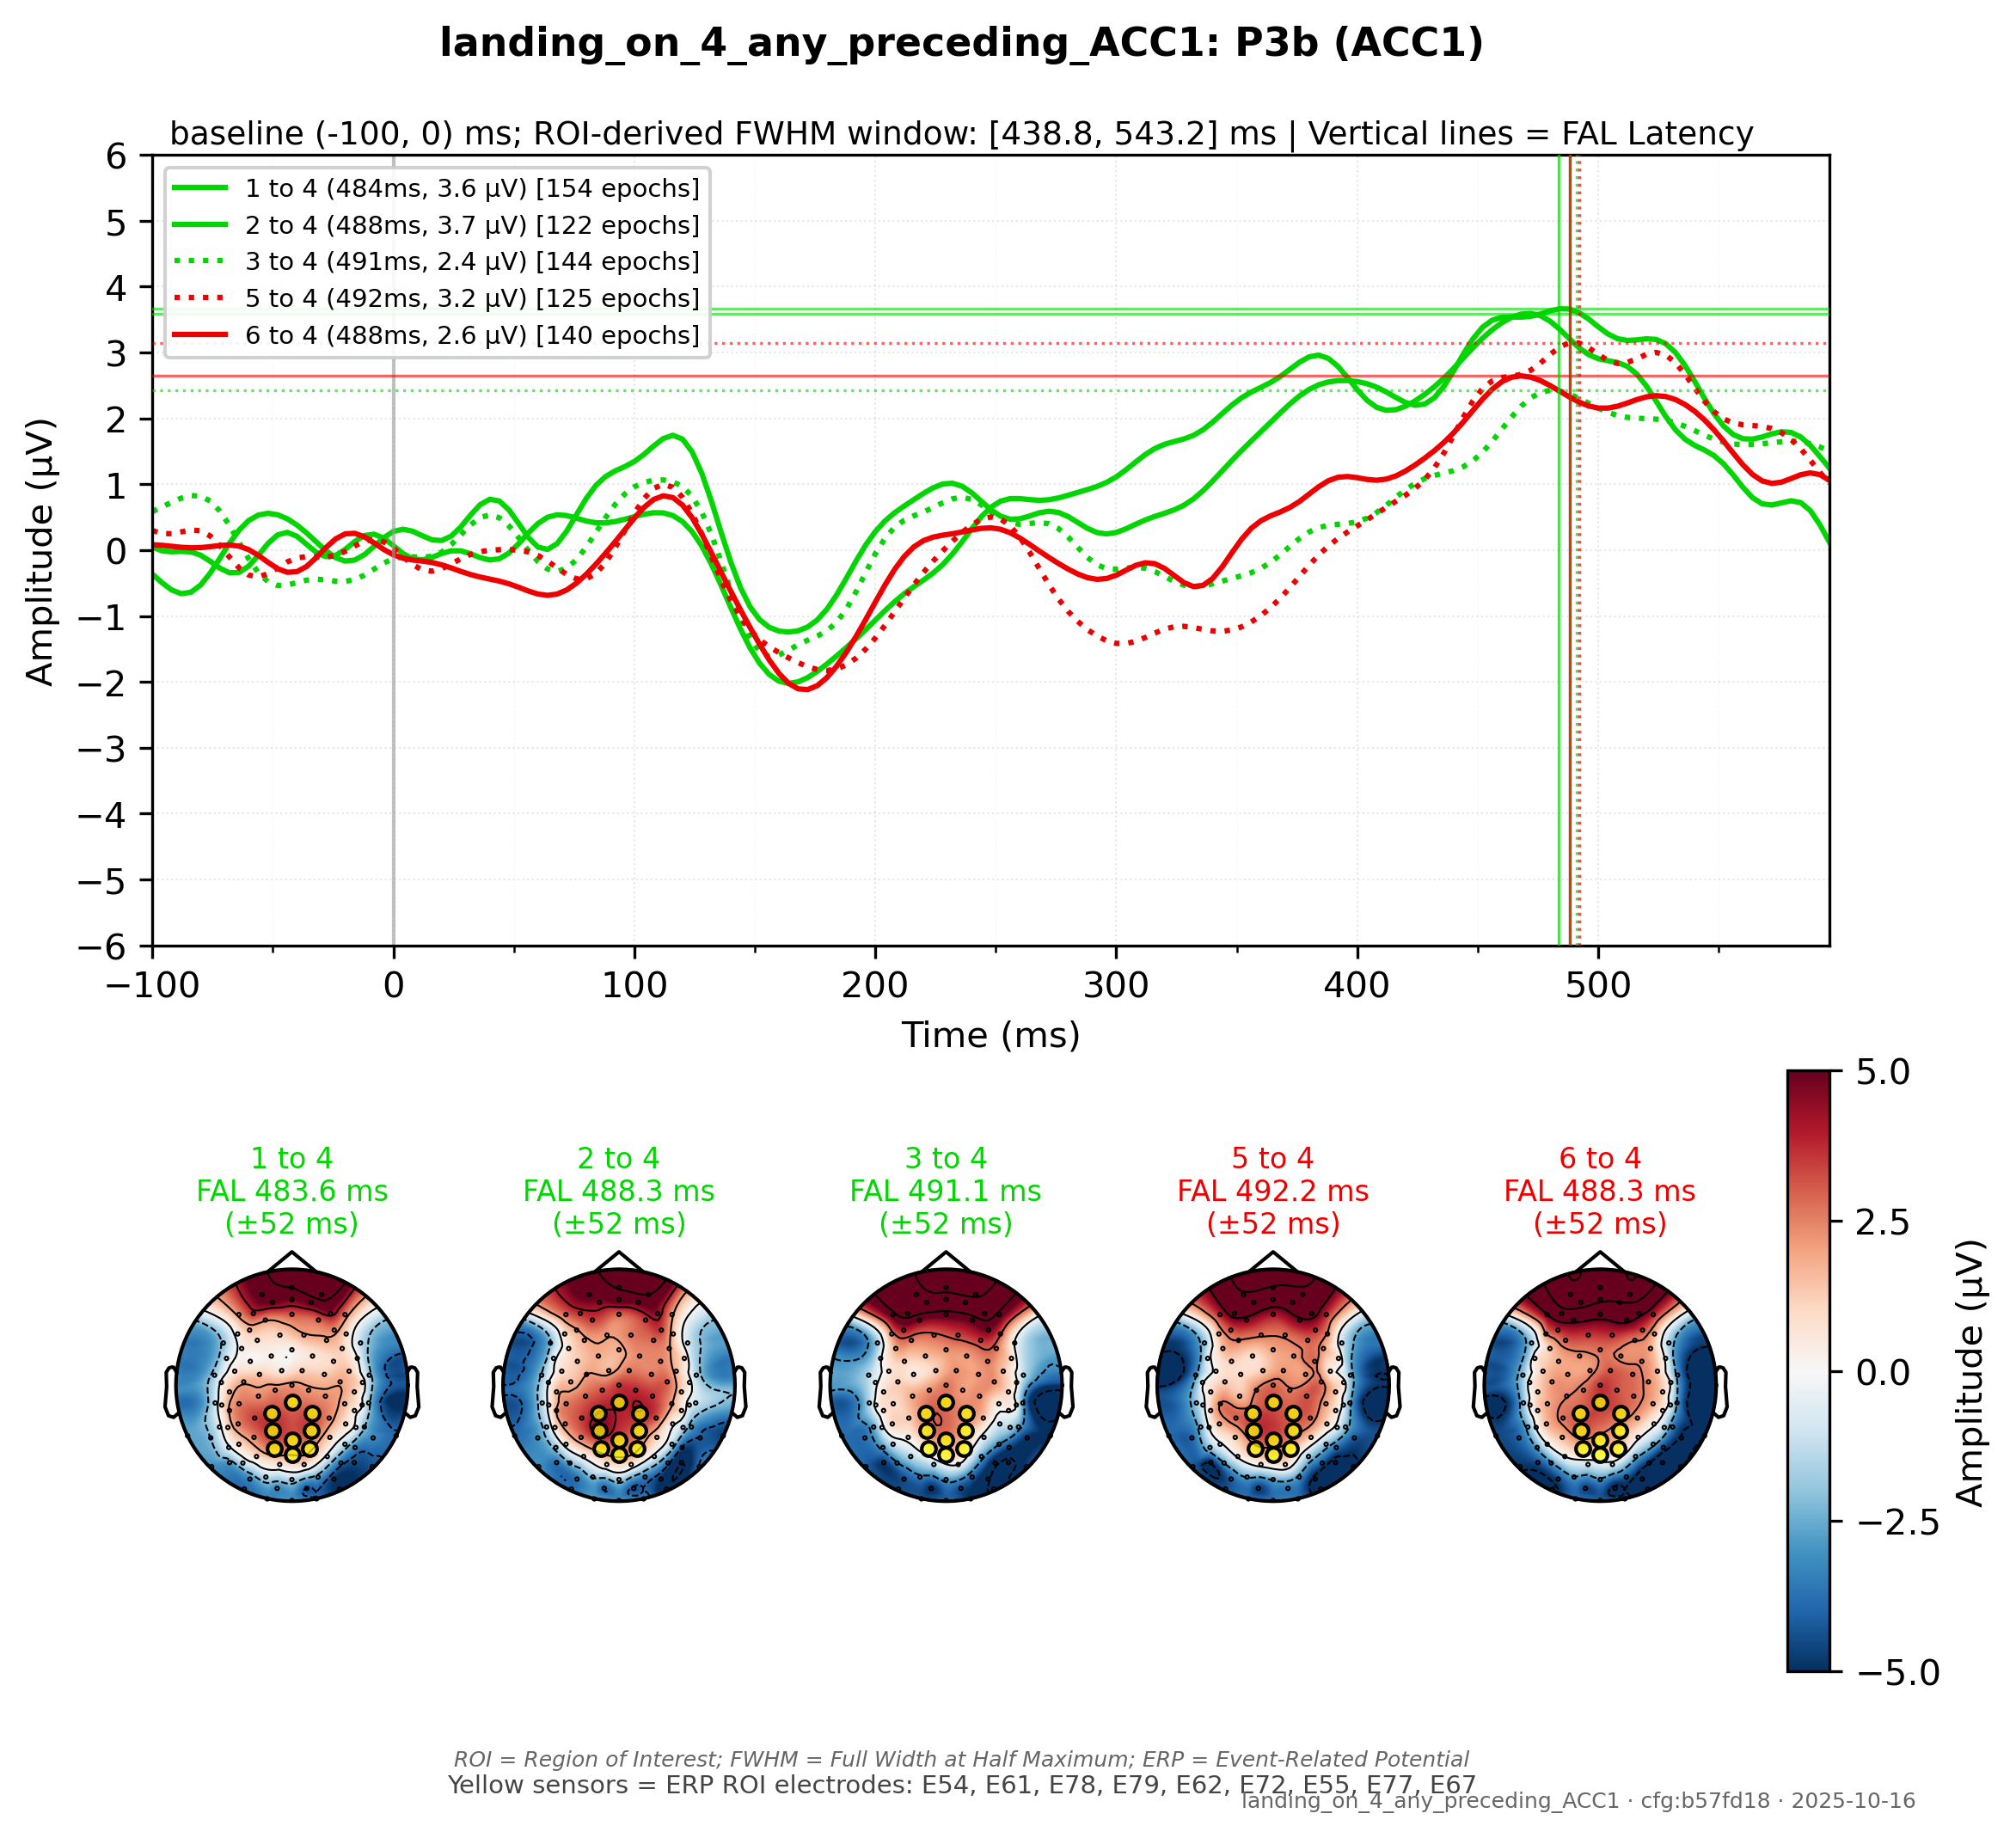 landing_on_4_any_preceding_ACC1: P3b (ACC1)
baseline (-100, 0) ms; ROI-derived FWHM window: [438.8, 543.2] ms | Vertical lines = FAL Latency
1 to 4 (484ms, 3.6 µV) [154 epochs]
2 to 4 (488ms, 3.7 µV) [122 epochs]
3 to 4 (491ms, 2.4 µV) [144 epochs]
5 to 4 (492ms, 3.2 µV) [125 epochs]
6 to 4 (488ms, 2.6 µV) [140 epochs]
Amplitude (µV)
6
5
4
3
2
1
0
−1
−2
−3
−4
−5
−6
−100 0 100 200 300 400 500
Time (ms)
1 to 4
FAL 483.6 ms
(±52 ms)
2 to 4
FAL 488.3 ms
(±52 ms)
3 to 4
FAL 491.1 ms
(±52 ms)
5 to 4
FAL 492.2 ms
(±52 ms)
6 to 4
FAL 488.3 ms
(±52 ms)
5.0
2.5
0.0
−2.5
−5.0
Amplitude (µV)
ROI = Region of Interest; FWHM = Full Width at Half Maximum; ERP = Event-Related Potential
Yellow sensors = ERP ROI electrodes: E54, E61, E78, E79, E62, E72, E55, E77, E67
landing_on_4_any_preceding_ACC1 · cfg:b57fd18 · 2025-10-16